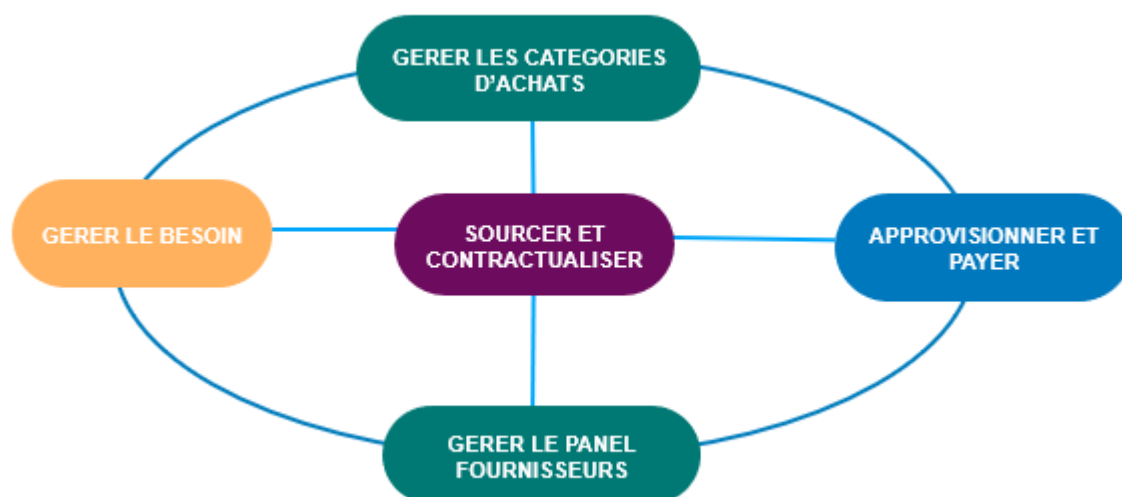 GERER LES CATEGORIES
D’ACHATS
GERER LE BESOIN
SOURCER ET
CONTRACTUALISER
APPROVISIONNER ET
PAYER
GERER LE PANEL
FOURNISSEURS